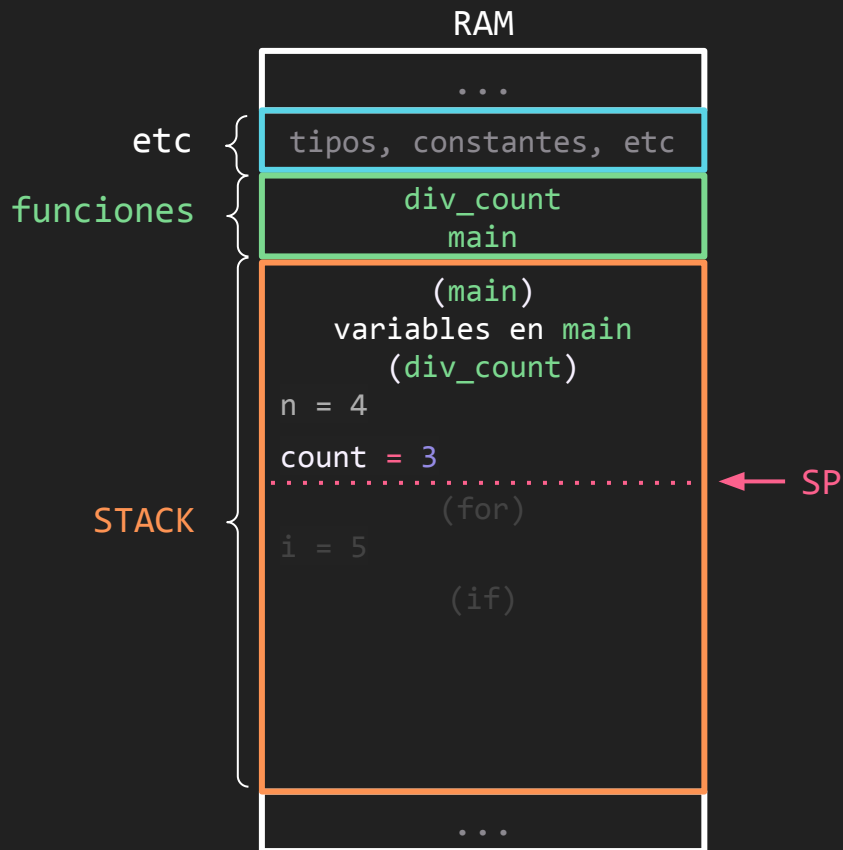 RAM
...
etc
tipos, constantes, etc
funciones
div_count
main
(main)
variables en main
(div_count)
n = 4
count = 3
SP
STACK
(for)
i = 5
(if)
...